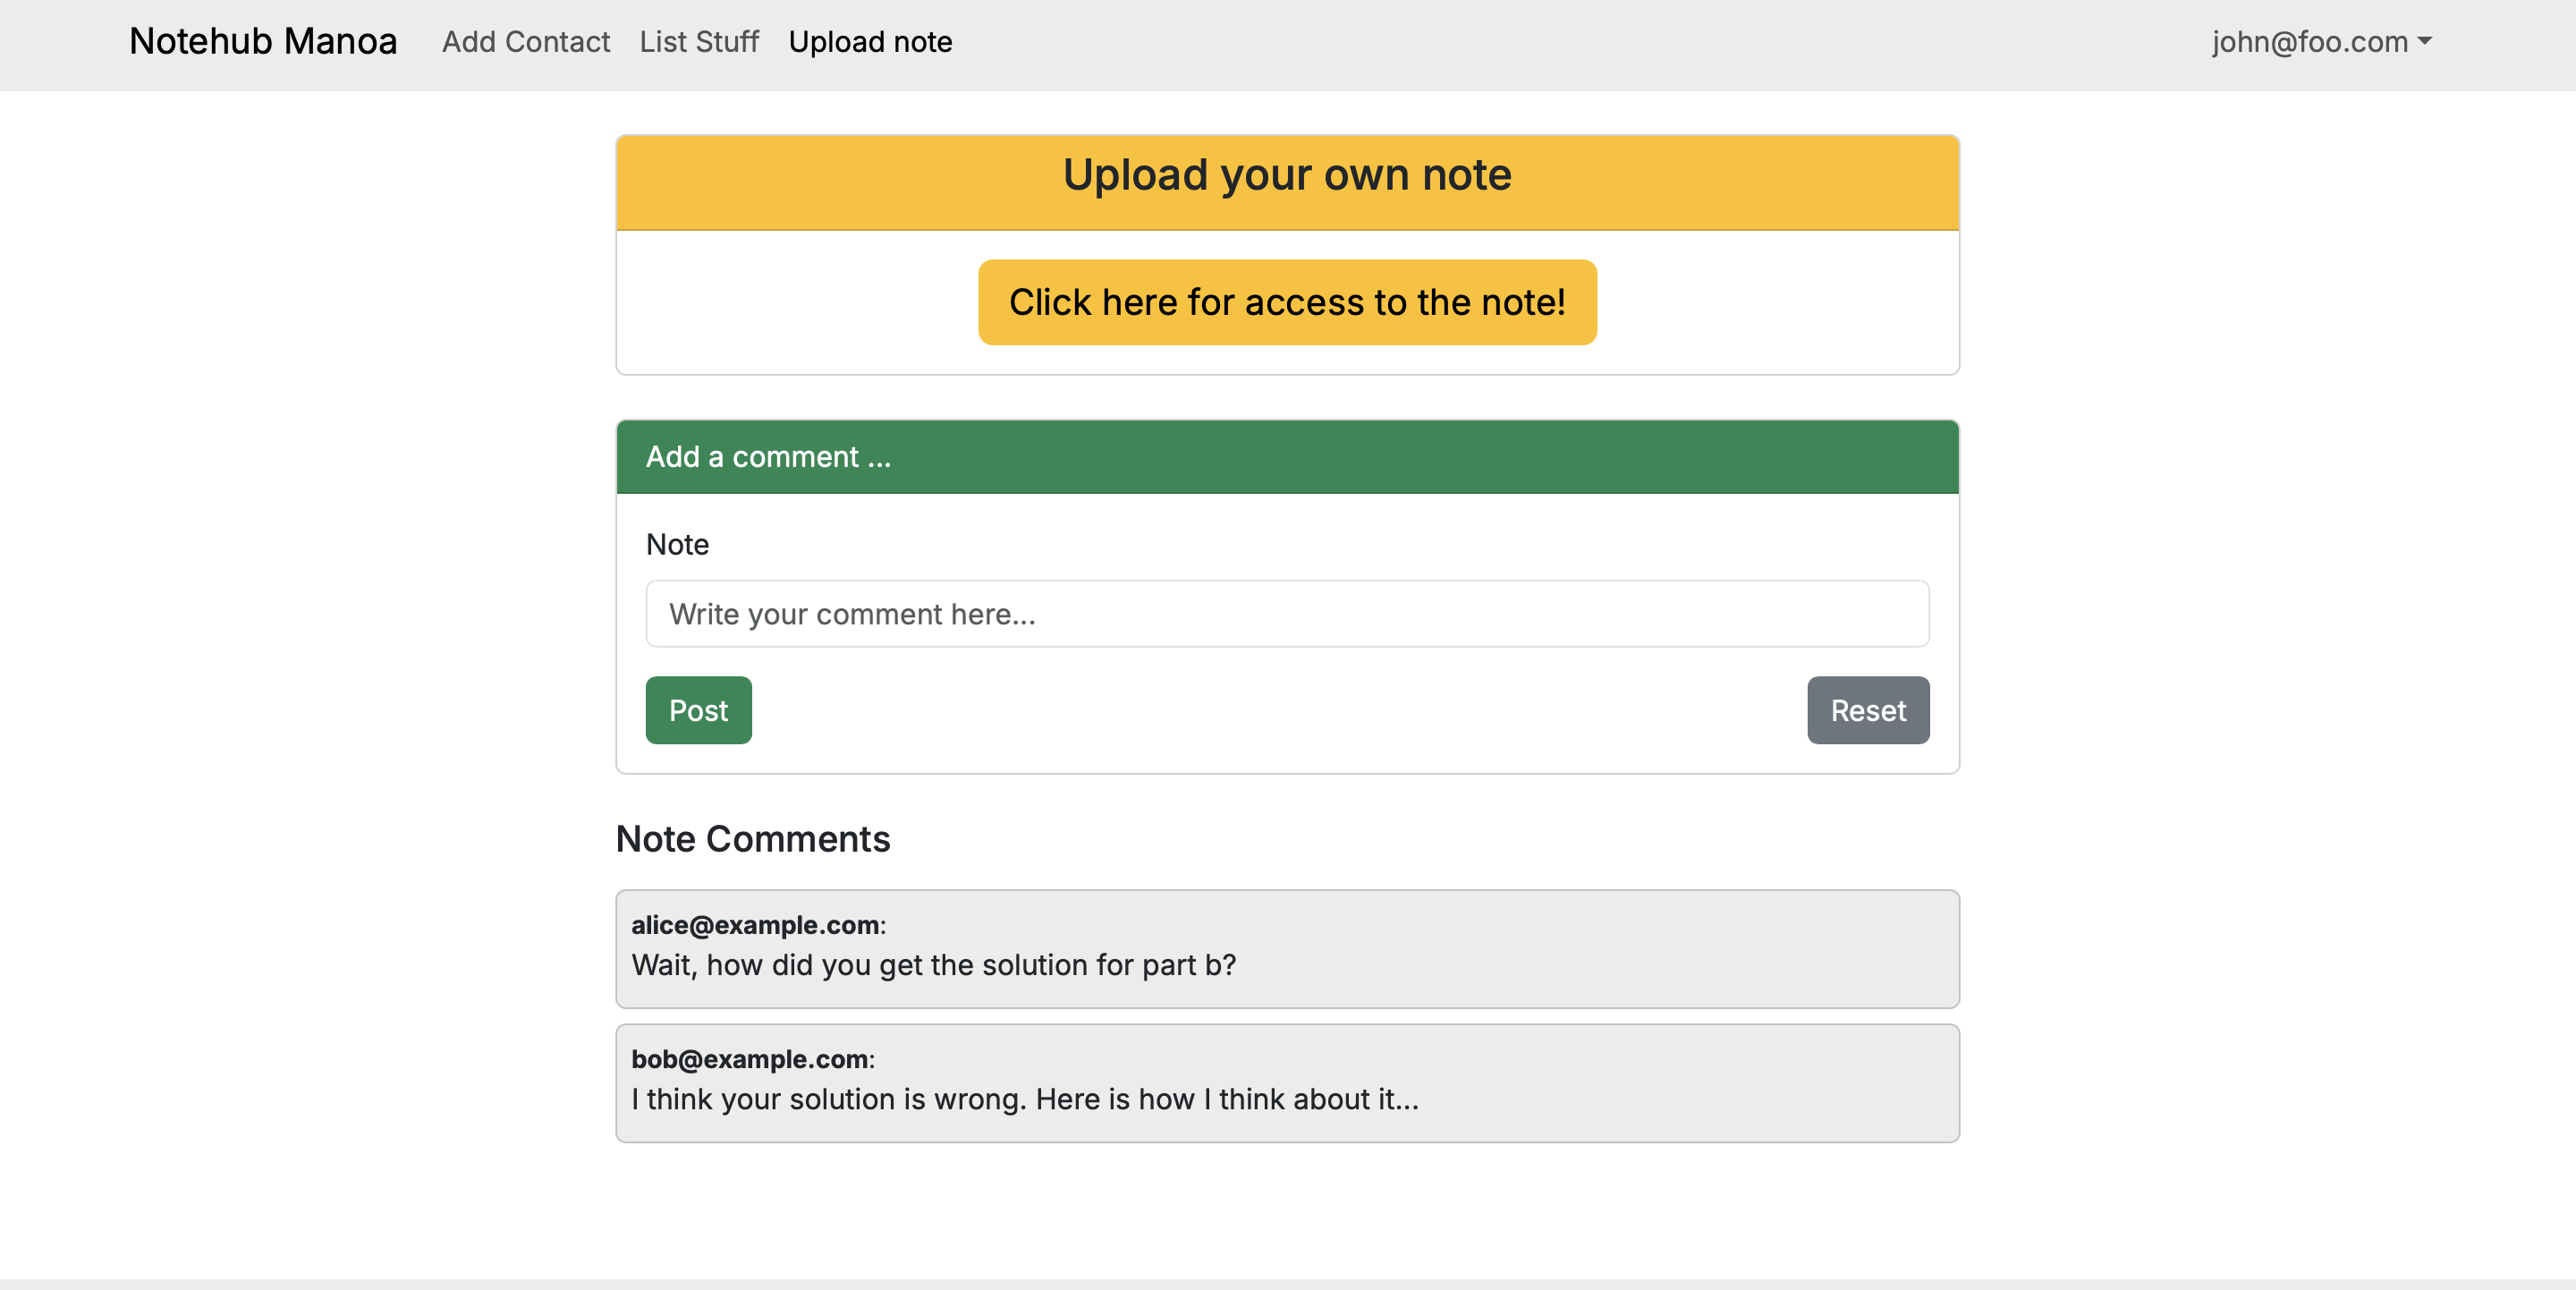 Notehub Manoa Add Contact List Stuff Upload note john@foo.com
Upload your own note
Click here for access to the note!
Add a comment ...
Note
Write your comment here...
Post Reset
Note Comments
alice@example.com:
Wait, how did you get the solution for part b?
bob@example.com:
I think your solution is wrong. Here is how I think about it...